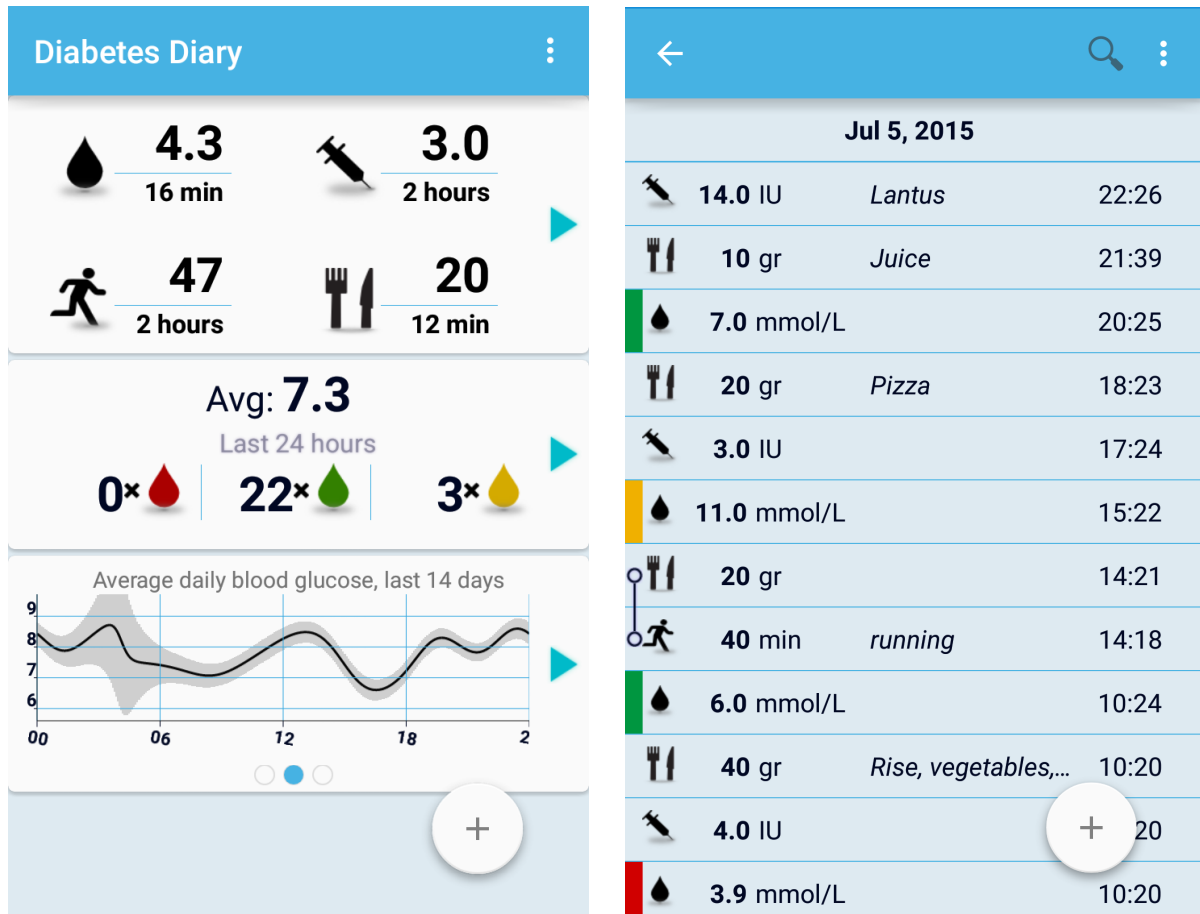 Diabetes Diary
4.3
16 min
3.0
2 hours
47
2 hours
20
12 min
Avg: 7.3
Last 24 hours
0× 22× 3×
Average daily blood glucose, last 14 days
9
8
7
6
00 06 12 18 2
+
Jul 5, 2015
14.0 IU Lantus 22:26
10 gr Juice 21:39
7.0 mmol/L 20:25
20 gr Pizza 18:23
3.0 IU 17:24
11.0 mmol/L 15:22
20 gr 14:21
40 min running 14:18
6.0 mmol/L 10:24
40 gr Rise, vegetables,... 10:20
4.0 IU 20
+
3.9 mmol/L 10:20